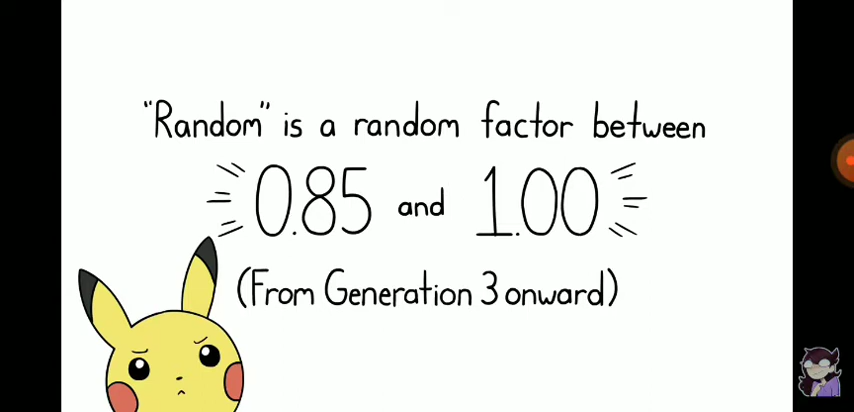 "Random" is a random factor between
0.85 and 1.00
(From Generation 3 onward)